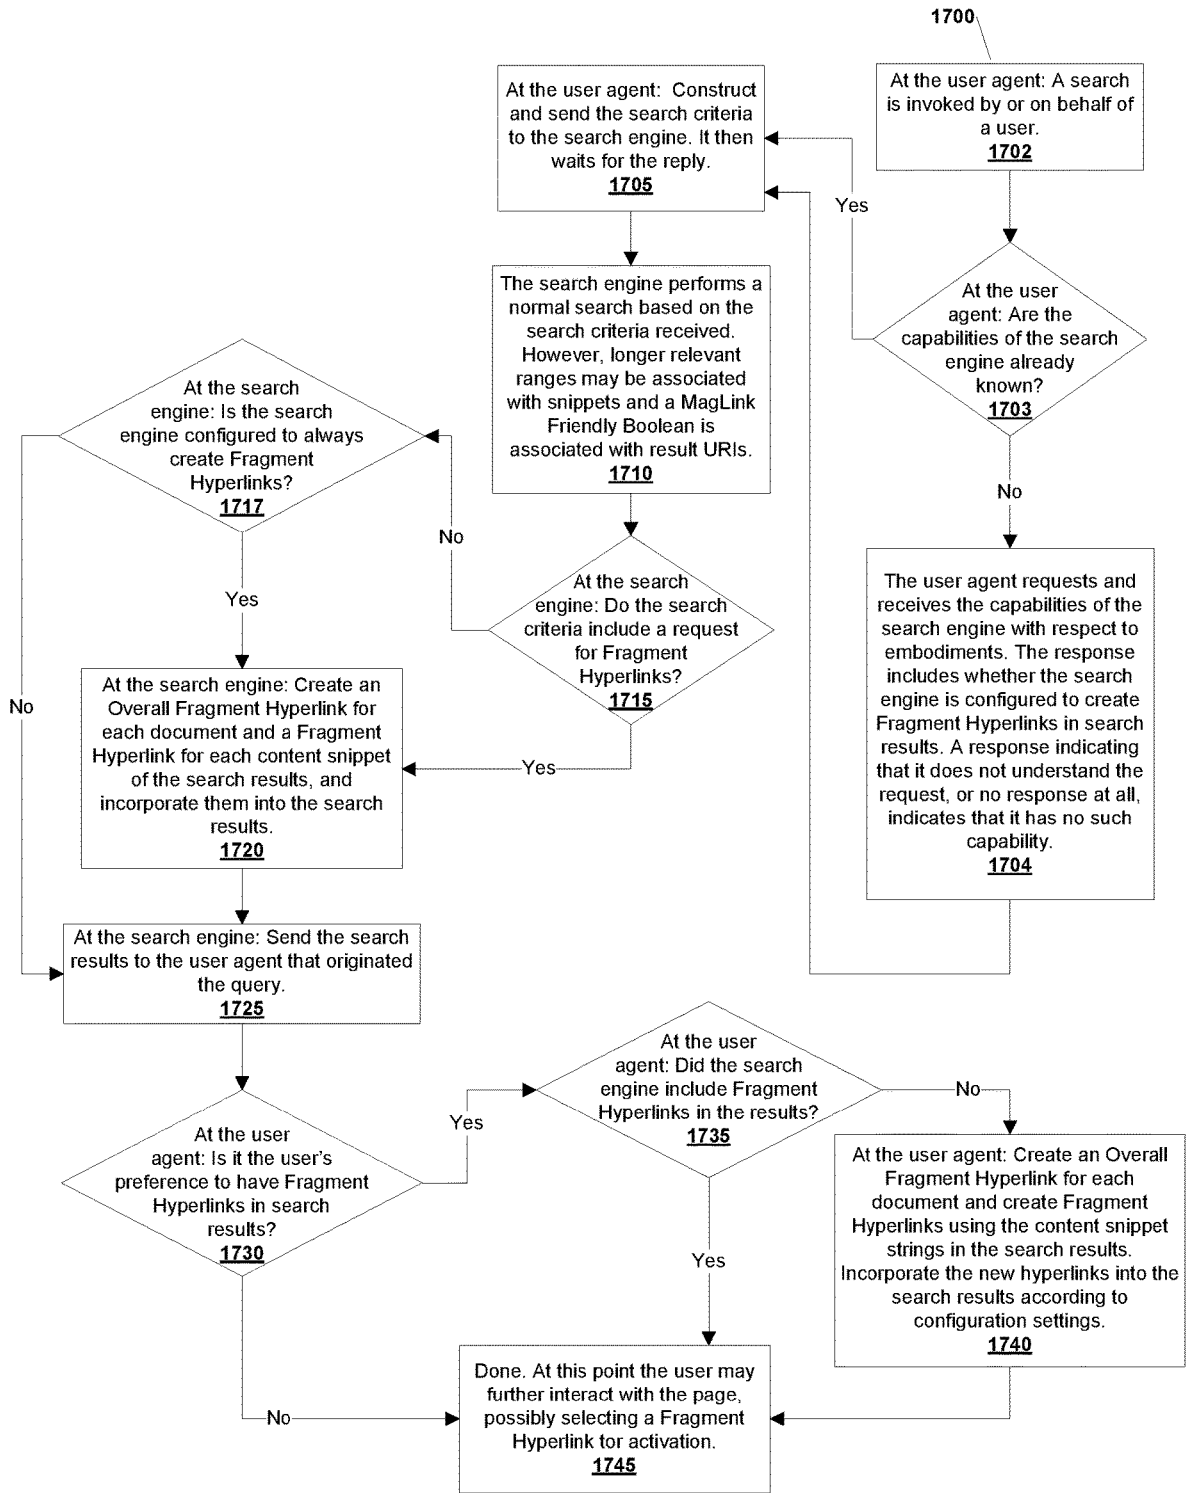 1700
At the user agent: A search
is invoked by or on behalf of
a user.
1702
At the user
agent: Are the
capabilities of the search
engine already
known?
1703
Yes
No
The user agent requests and
receives the capabilities of the
search engine with respect to
embodiments. The response
includes whether the search
engine is configured to create
Fragment Hyperlinks in search
results. A response indicating
that it does not understand the
request, or no response at all,
indicates that it has no such
capability.
1704
At the user agent:  Construct
and send the search criteria
to the search engine. It then
waits for the reply.
1705
The search engine performs a
normal search based on the
search criteria received.
However, longer relevant
ranges may be associated
with snippets and a MagLink
Friendly Boolean is
associated with result URIs.
1710
At the search
engine: Do the search
criteria include a request
for Fragment
Hyperlinks?
1715
No
Yes
At the search
engine: Is the search
engine configured to always
create Fragment
Hyperlinks?
1717
Yes
No
At the search engine: Create an
Overall Fragment Hyperlink for
each document and a Fragment
Hyperlink for each content snippet
of the search results, and
incorporate them into the search
results.
1720
At the search engine: Send the search
results to the user agent that originated
the query.
1725
At the user
agent: Is it the user's
preference to have Fragment
Hyperlinks in search
results?
1730
Yes
No
At the user
agent: Did the search
engine include Fragment
Hyperlinks in the results?
1735
No
Yes
At the user agent: Create an Overall
Fragment Hyperlink for each
document and create Fragment
Hyperlinks using the content snippet
strings in the search results.
Incorporate the new hyperlinks into the
search results according to
configuration settings.
1740
Done. At this point the user may
further interact with the page,
possibly selecting a Fragment
Hyperlink tor activation.
1745